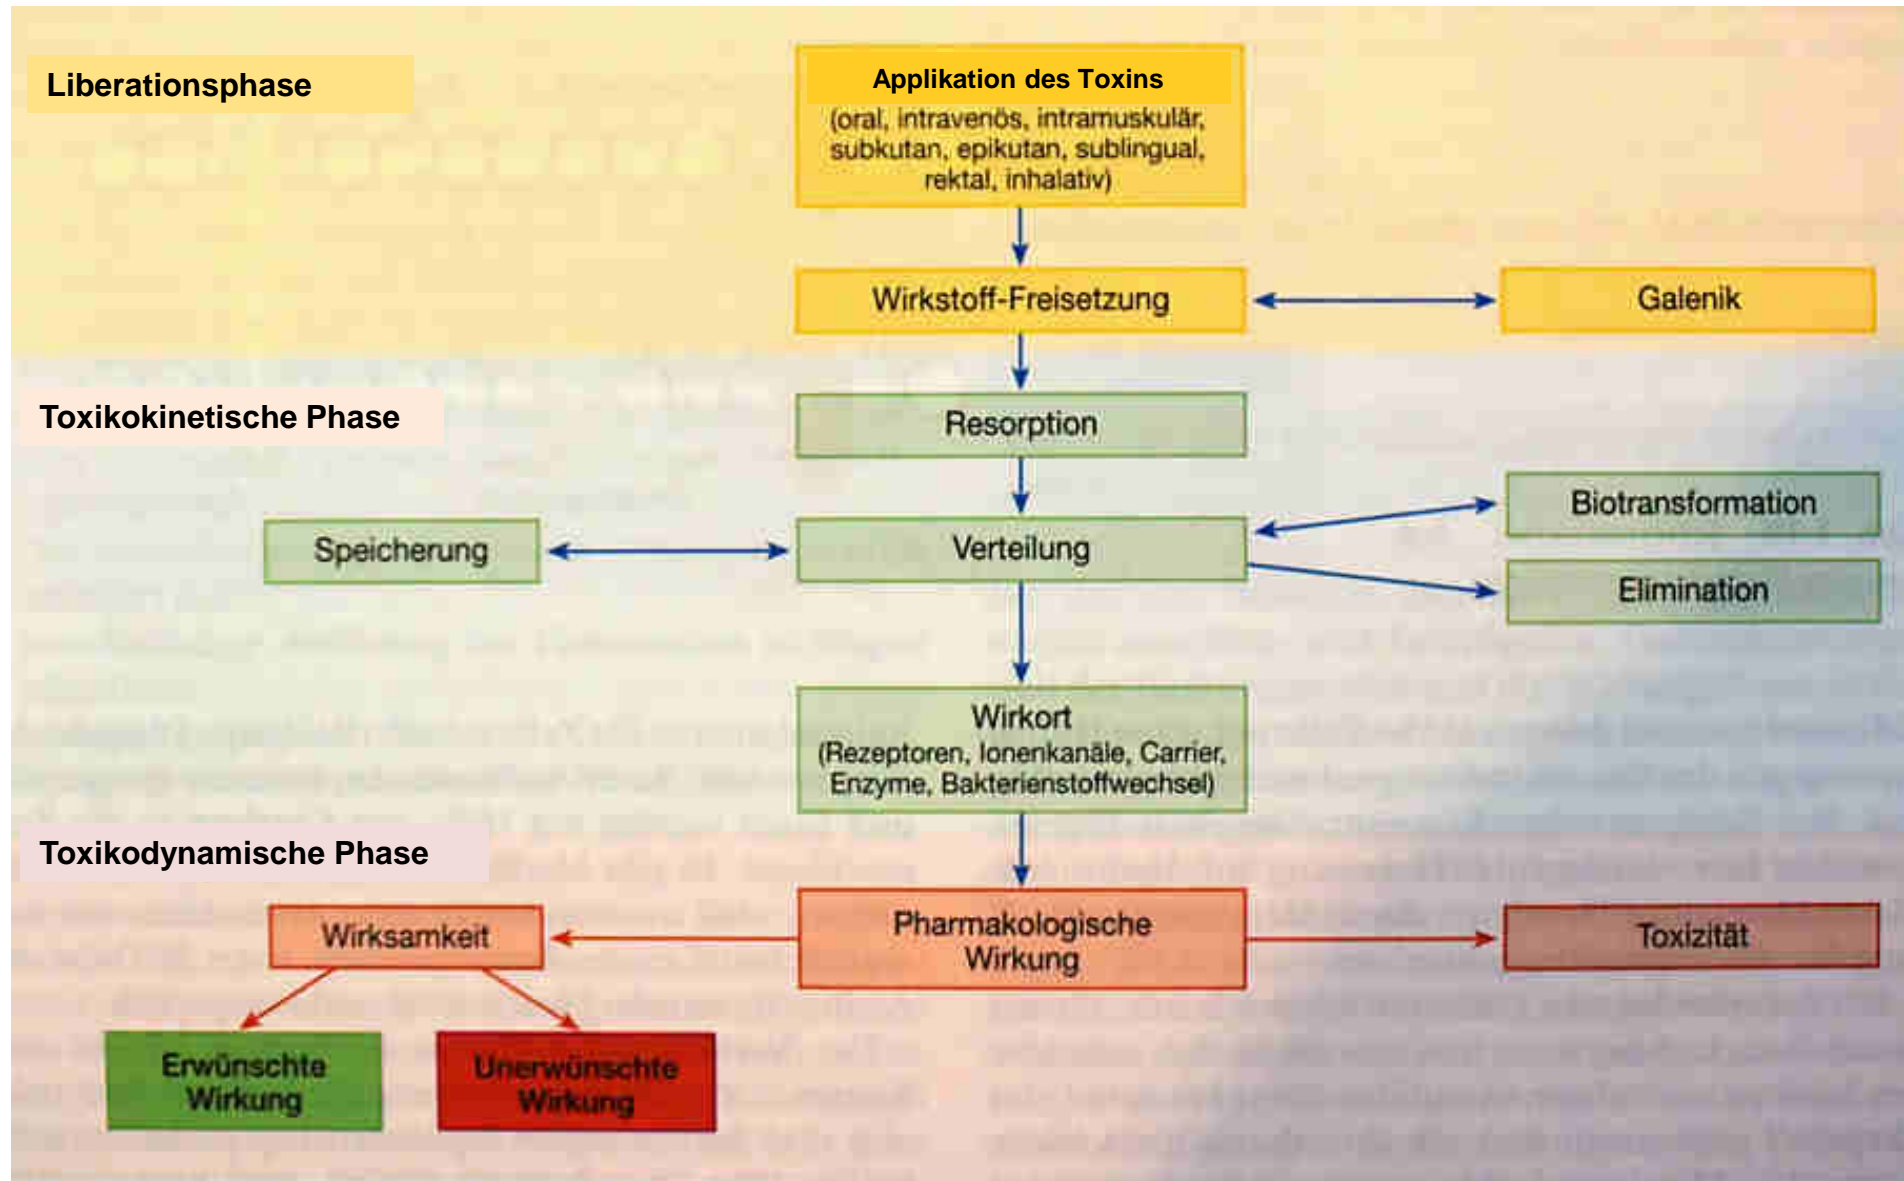 Liberationsphase
Applikation des Toxins
(oral, intravenös, intramuskulär,
subkutan, epikutan, sublingual,
rektal, inhalativ)
Wirkstoff-Freisetzung
Galenik
Toxikokinetische Phase
Resorption
Biotransformation
Speicherung
Verteilung
Elimination
Wirkort
(Rezeptoren, Ionenkanäle, Carrier,
Enzyme, Bakterienstoffwechsel)
Toxikodynamische Phase
Wirksamkeit
Pharmakologische
Wirkung
Toxizität
Erwünschte
Wirkung
Unerwünschte
Wirkung